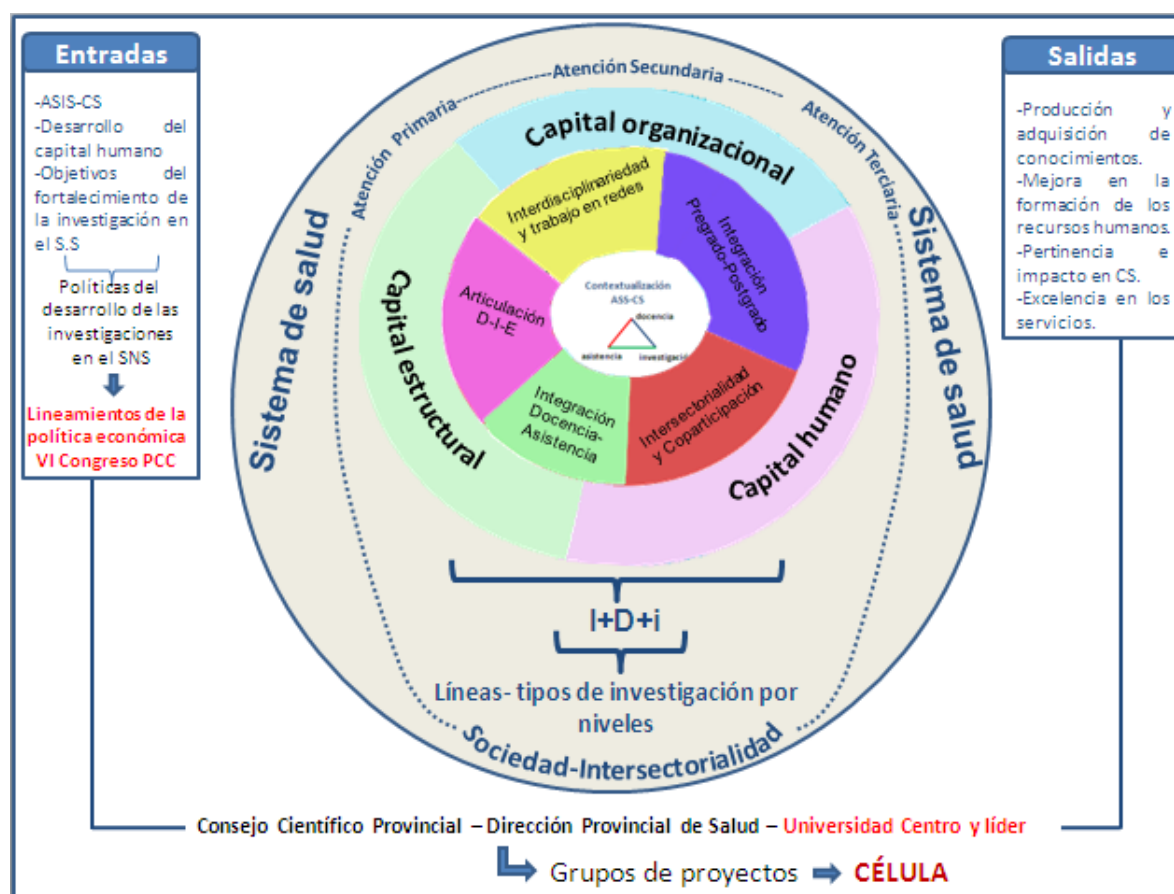 Entradas
-ASIS-CS
-Desarrollo del
capital humano
-Objetivos del
fortalecimiento de
la investigación en
el S.S
Políticas del
desarrollo de las
investigaciones
en el SNS
Lineamientos de la
política económica
VI Congreso PCC
Atención Primaria
Atención Secundaria
Atención Terciaria
Sistema de salud
Sistema de salud
Capital organizacional
Capital estructural
Capital humano
Interdisciplinariedad
y trabajo en redes
Integración
Pregrado-Postgrado
Articulación
D-I-E
Integración
Docencia-
Asistencia
Intersectorialidad
y Coparticipación
Contextualización
ASS-CS
docencia
asistencia
investigació
I+D+i
Líneas- tipos de investigación por
niveles
Sociedad-Intersectorialidad
Salidas
-Producción y
adquisición de
conocimientos.
-Mejora en la
formación de los
recursos humanos.
-Pertinencia e
impacto en CS.
-Excelencia en los
servicios.
Consejo Científico Provincial – Dirección Provincial de Salud – Universidad Centro y líder
Grupos de proyectos CÉLULA